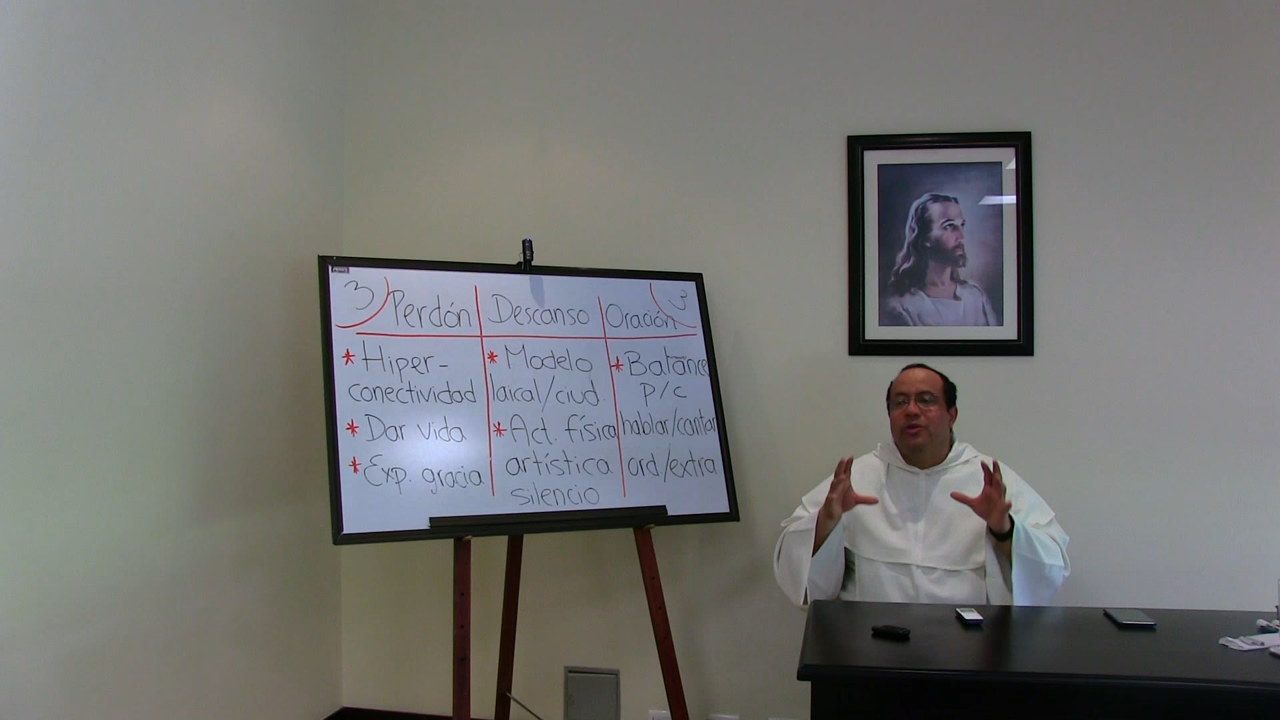 3 Perdón Descanso Oración 3
* Hiper-
conectividad
* Dar vida
* Exp. gracia
* Modelo
laical/ciud.
* Act. física
artística
silencio
* Balance
P/C
hablar/cantar
ord/extra